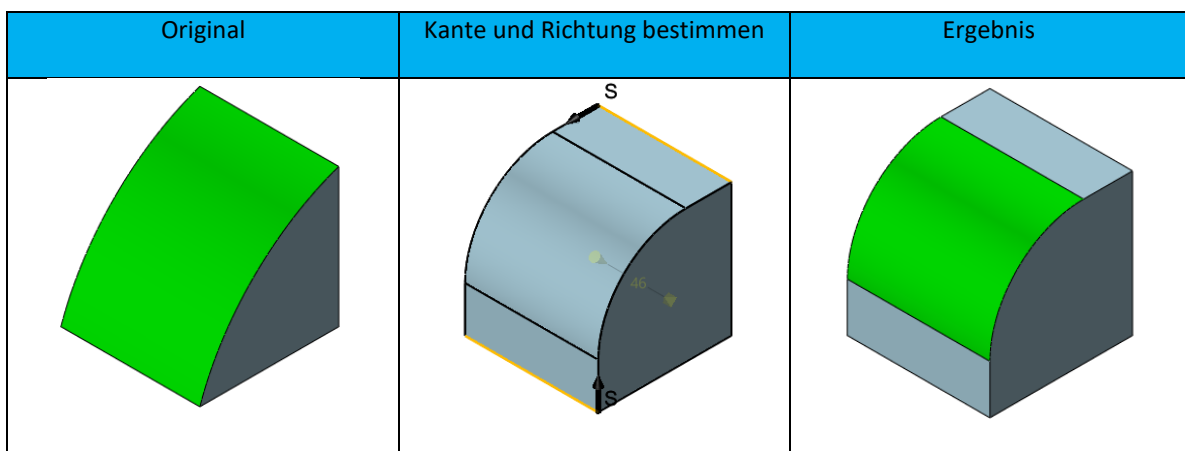 Original
Kante und Richtung bestimmen
Ergebnis
S
46
S